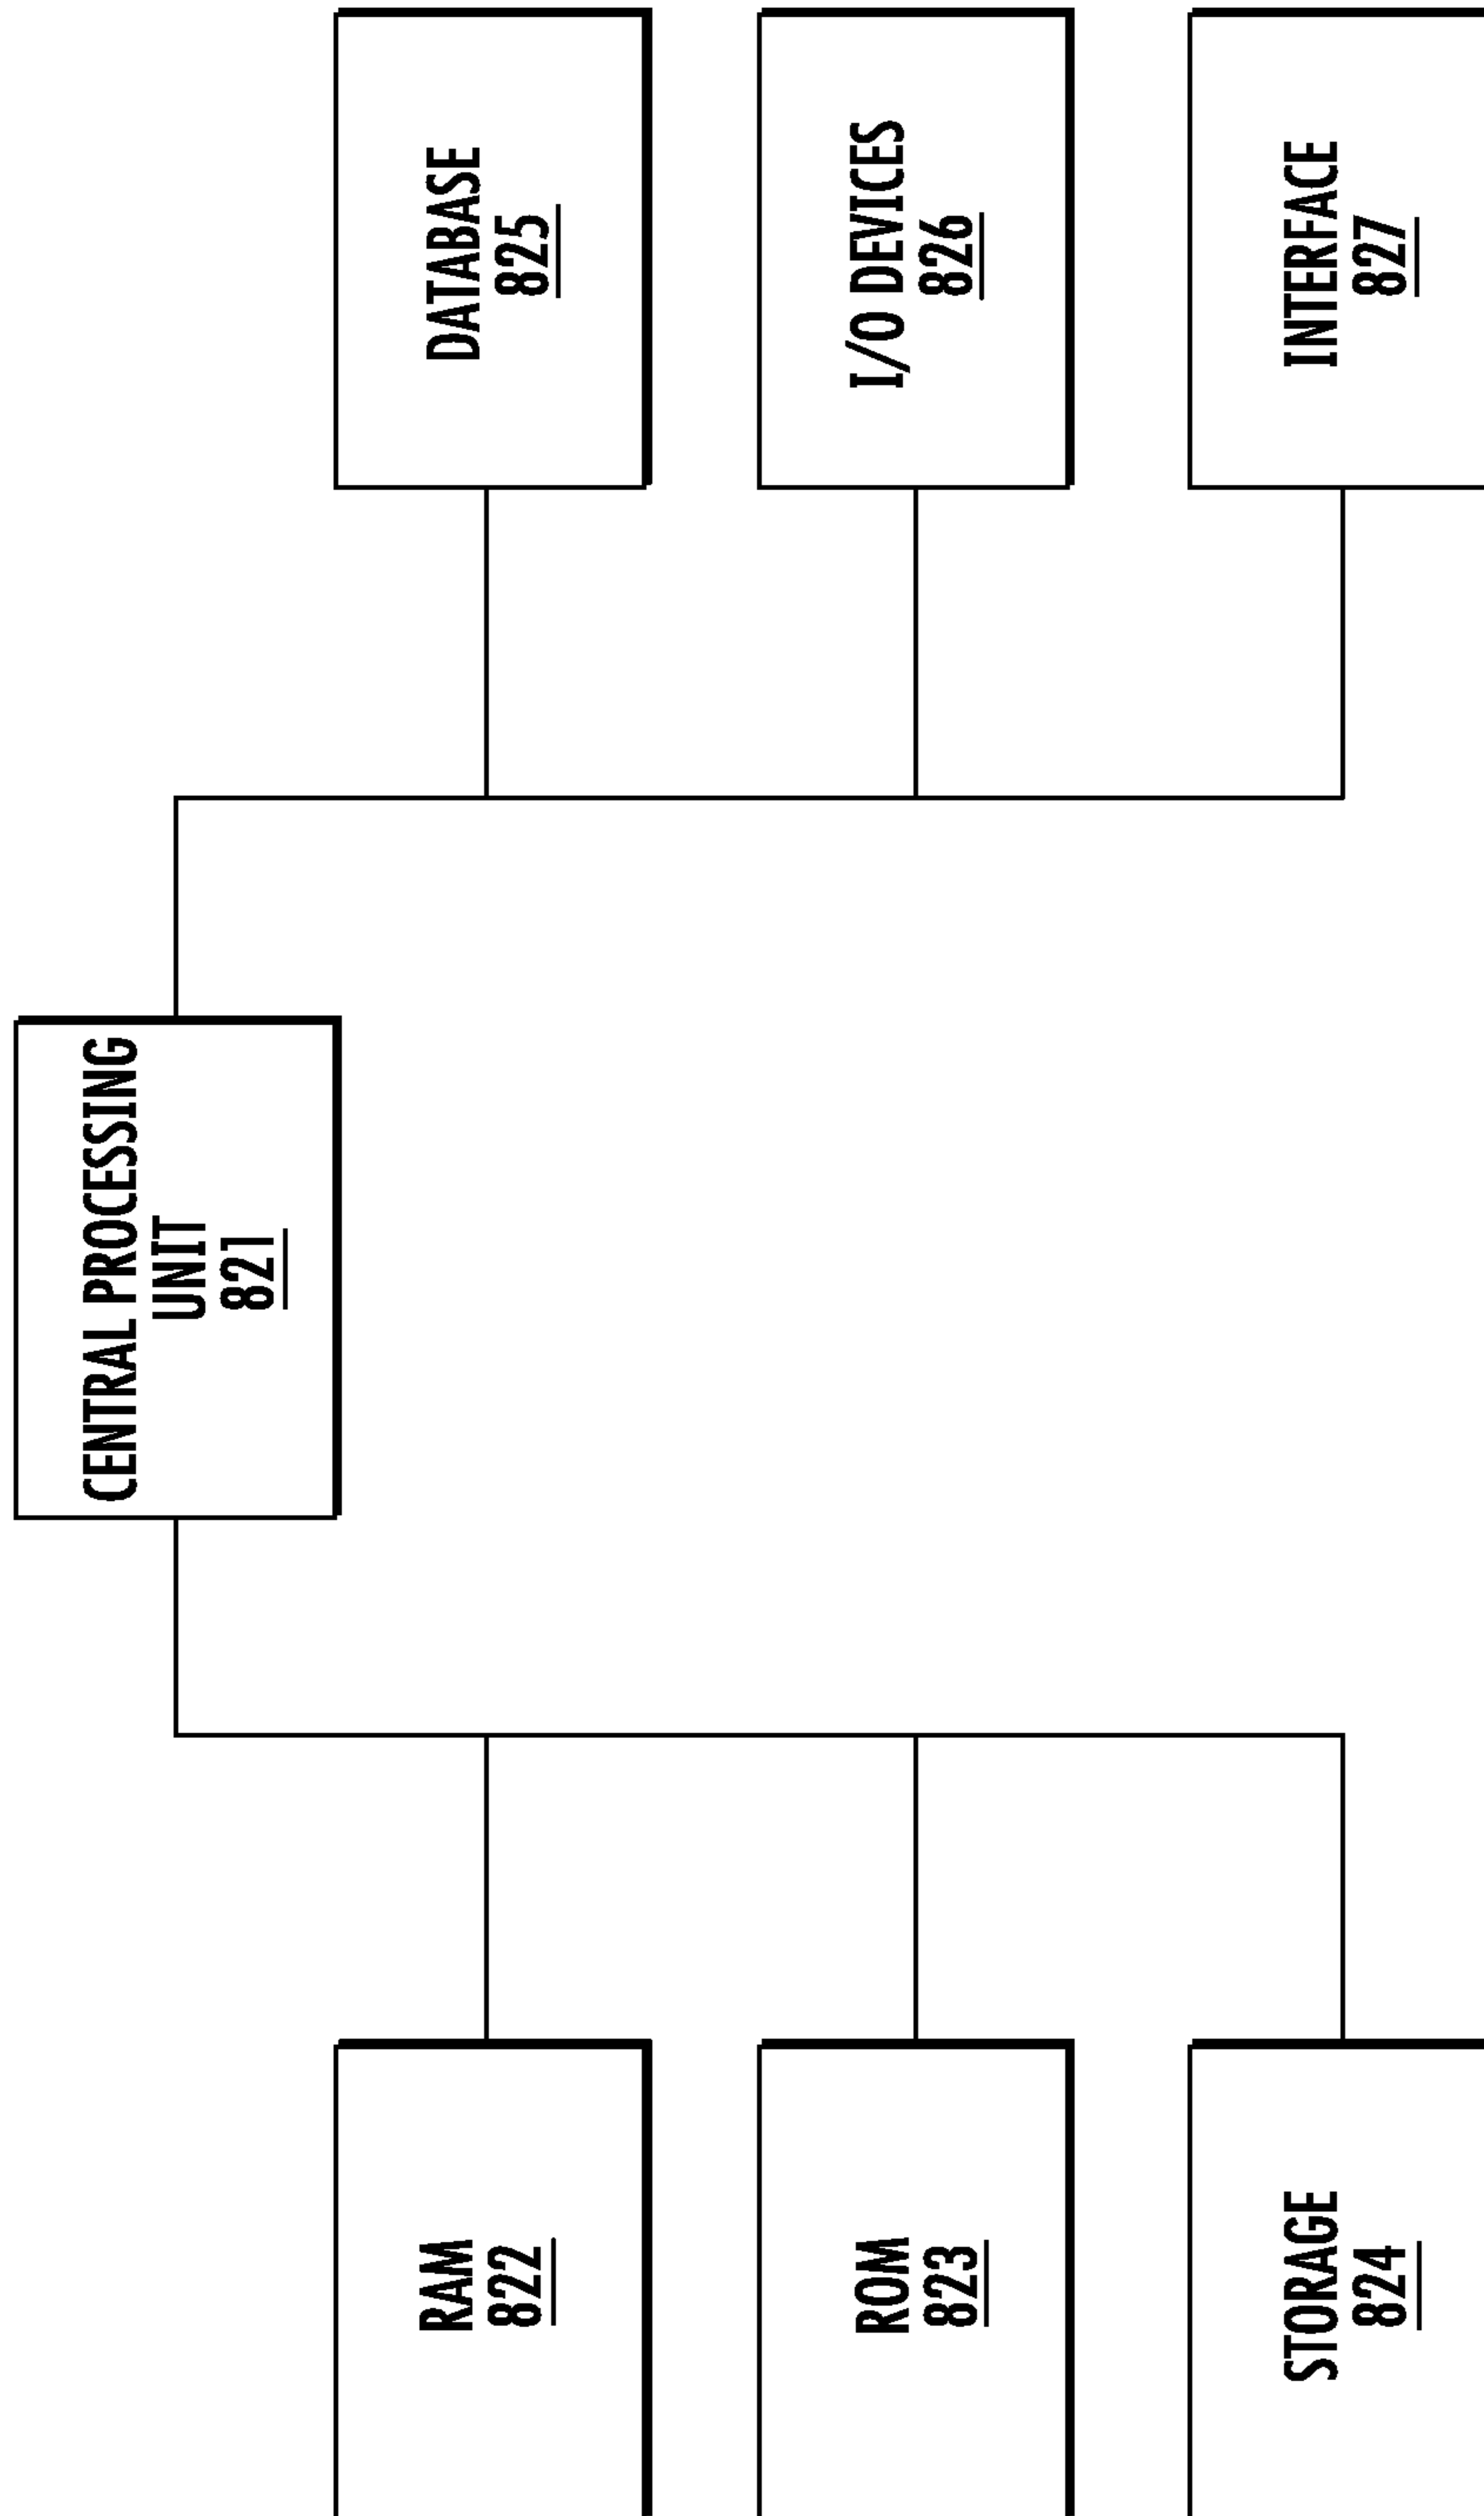 CENTRAL PROCESSING
UNIT
821
RAM
822
DATABASE
825
ROM
823
I/O DEVICES
826
STORAGE
824
INTERFACE
827